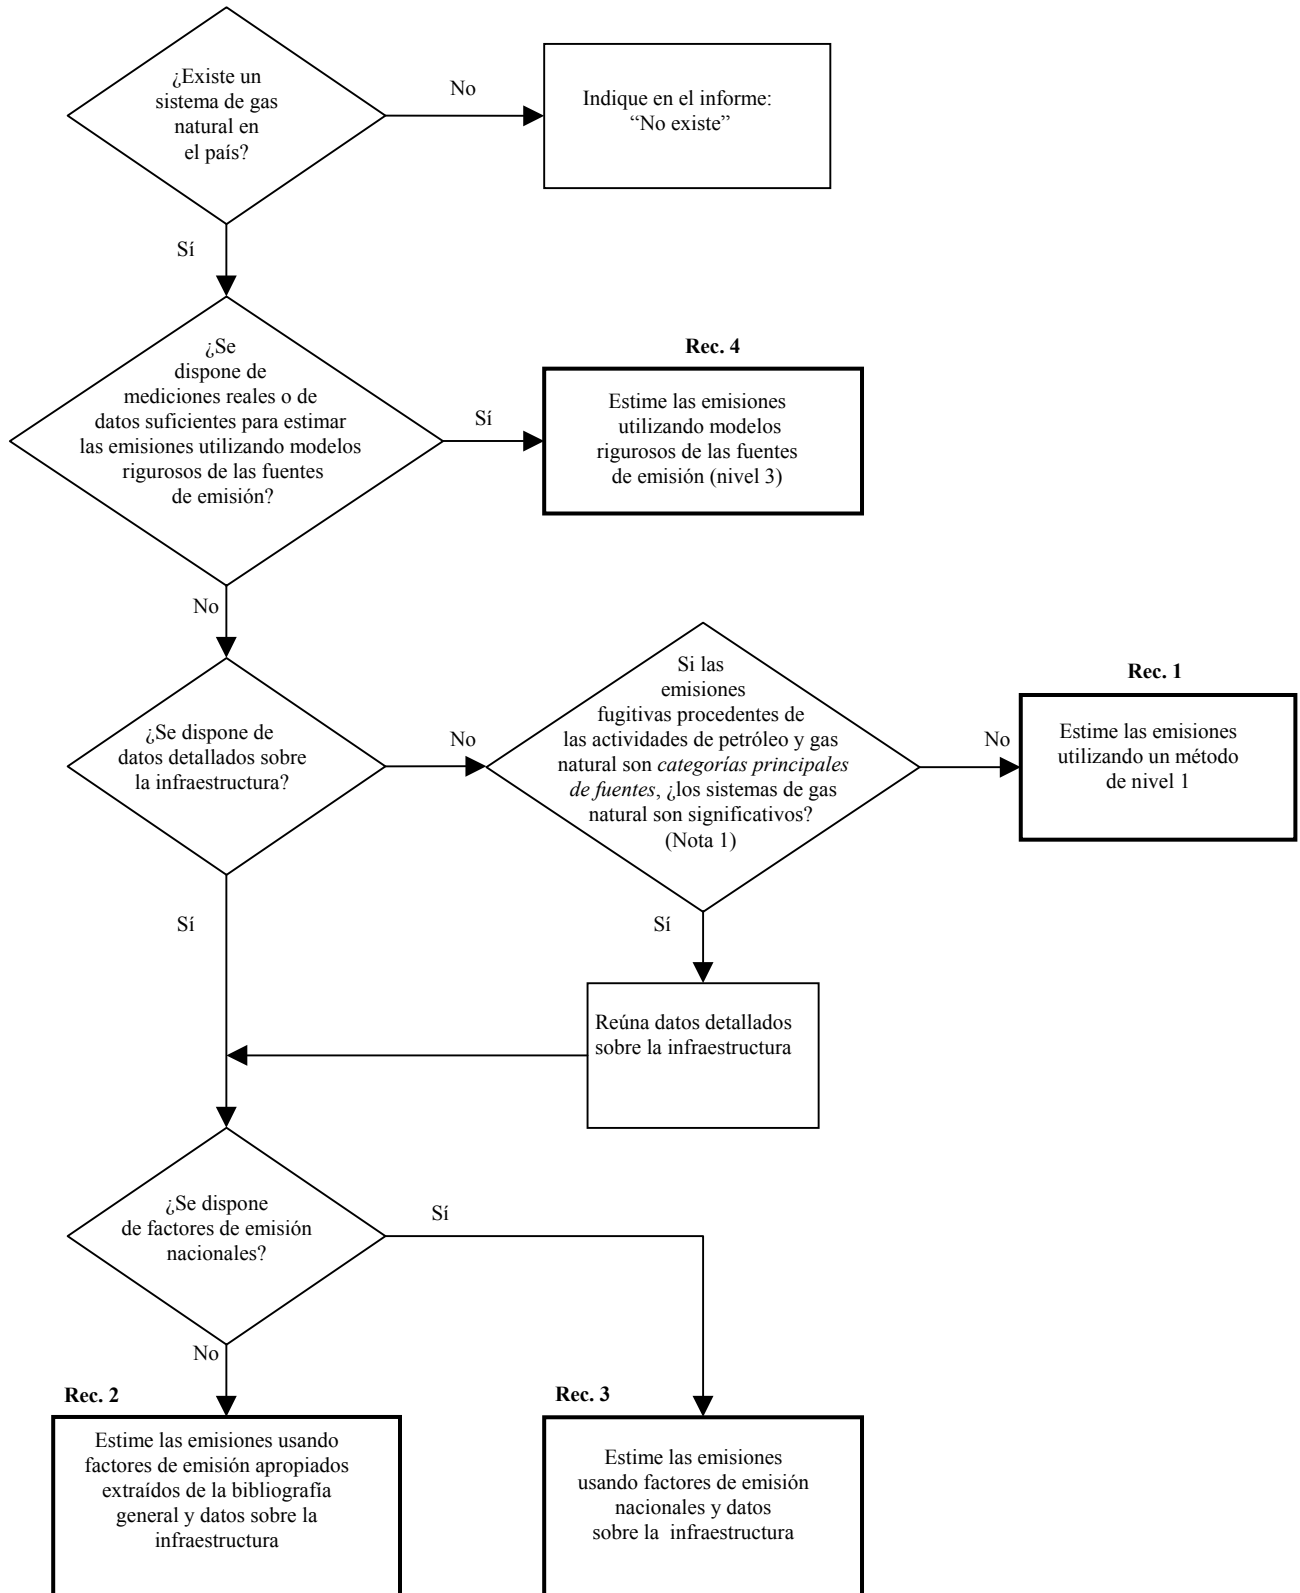 ¿Existe un
sistema de gas
natural en
el país?
No
Indique en el informe:
“No existe”
Sí
¿Se
dispone de
mediciones reales o de
datos suficientes para estimar
las emisiones utilizando modelos
rigurosos de las fuentes
de emisión?
Sí
Rec. 4
Estime las emisiones
utilizando modelos
rigurosos de las fuentes
de emisión (nivel 3)
No
¿Se dispone de
datos detallados sobre
la infraestructura?
No
Si las
emisiones
fugitivas procedentes de
las actividades de petróleo y gas
natural son categorías principales
de fuentes, ¿los sistemas de gas
natural son significativos?
(Nota 1)
No
Rec. 1
Estime las emisiones
utilizando un método
de nivel 1
Sí
Sí
Reúna datos detallados
sobre la infraestructura
¿Se dispone
de factores de emisión
nacionales?
Sí
No
Rec. 2
Estime las emisiones usando
factores de emisión apropiados
extraídos de la bibliografía
general y datos sobre la
infraestructura
Rec. 3
Estime las emisiones
usando factores de emisión
nacionales y datos
sobre la infraestructura